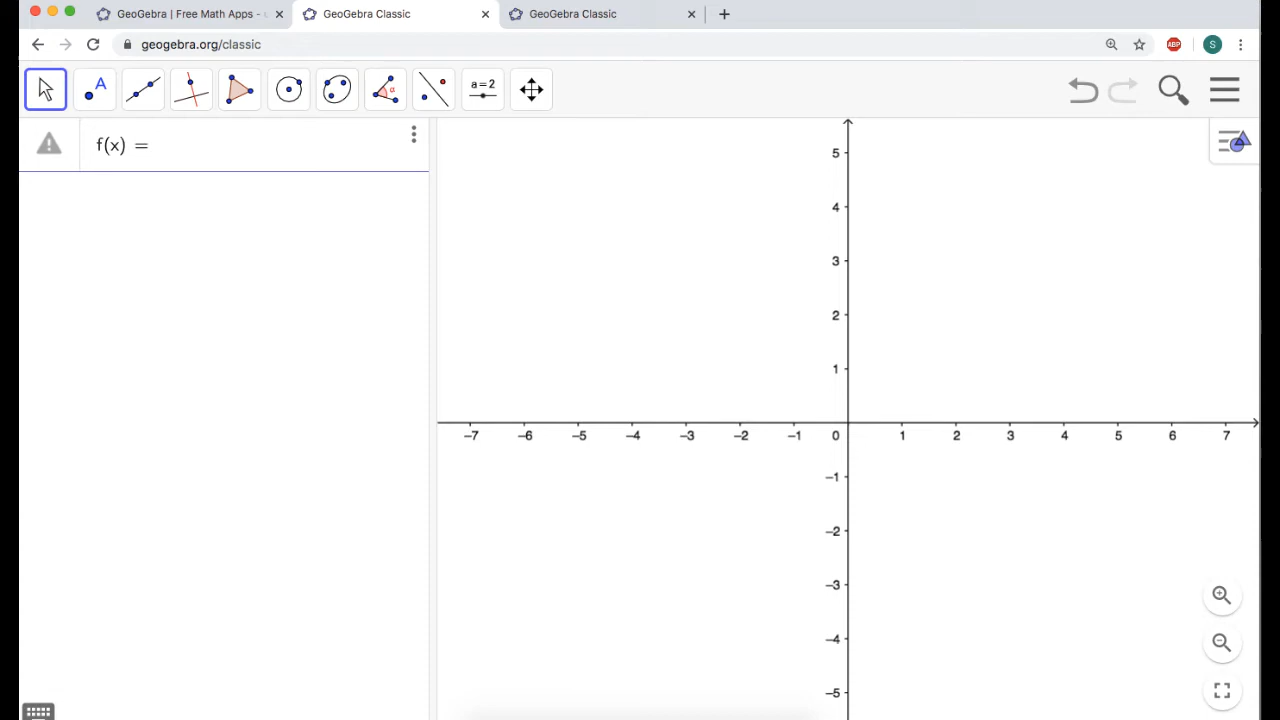 GeoGebra | Free Math Apps - GeoGebra Classic GeoGebra Classic
geogebra.org/classic ABP S
A α a=2
f(x) =
5
4
3
2
1
–7 –6 –5 –4 –3 –2 –1 0 1 2 3 4 5 6 7
–1
–2
–3
–4
–5